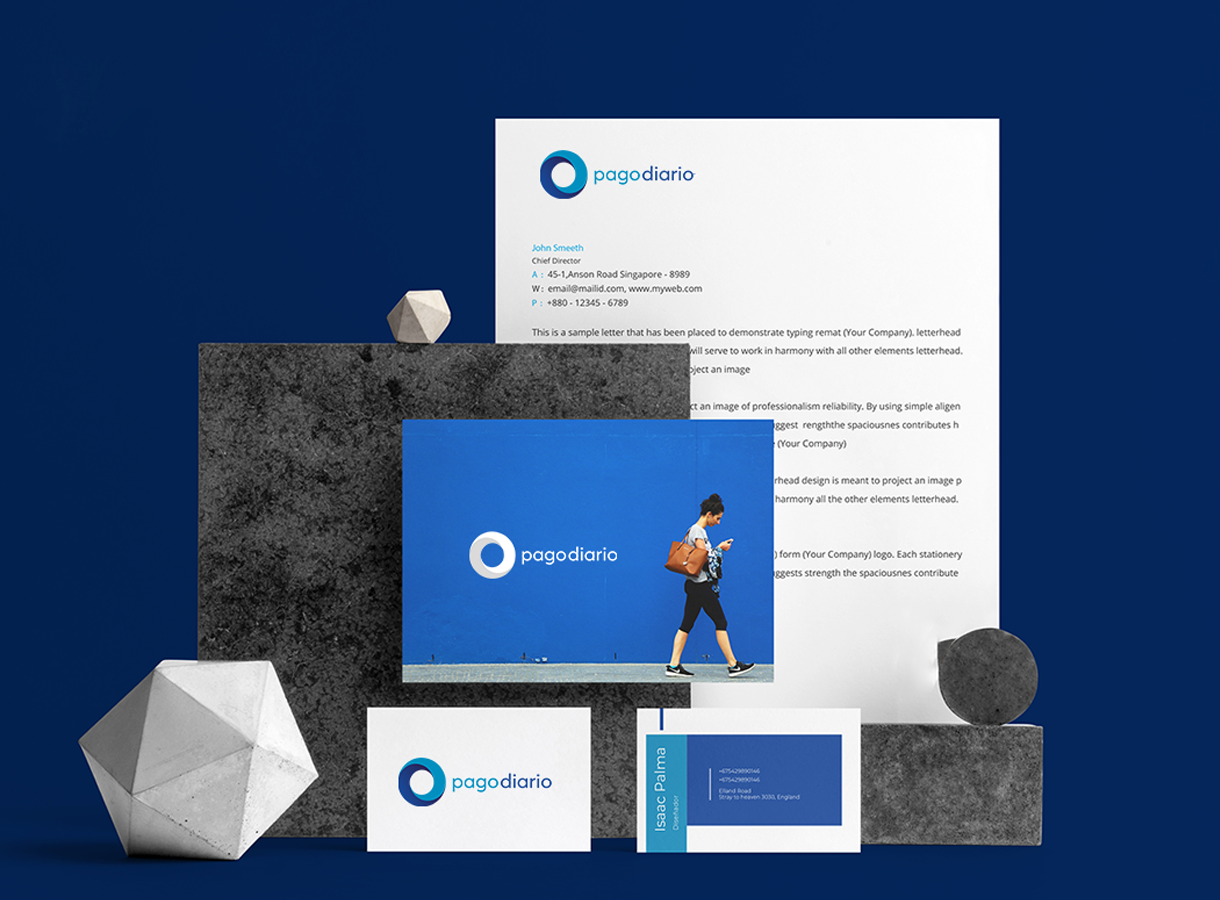 pagodiario
John Smeeth
Chief Director
A : 45-1,Anson Road Singapore - 8989
W : email@mailid.com, www.myweb.com
P : +880 - 12345 - 6789
This is a sample letter that has been placed to demonstrate typing remat (Your Company). letterhead
will serve to work in harmony with all other elements letterhead.
oject an image
ct an image of professionalism reliability. By using simple aligen
ggest rengththe spaciousnes contributes h
(Your Company)
rhead design is meant to project an image p
harmony all the other elements letterhead.
) form (Your Company) logo. Each stationery
ggests strength the spaciousnes contribute
pagodiario
pagodiario
Isaac Palma
Diseñador
+675429890146
+675429890146
Elland Road
Stray to heaven 3030, England